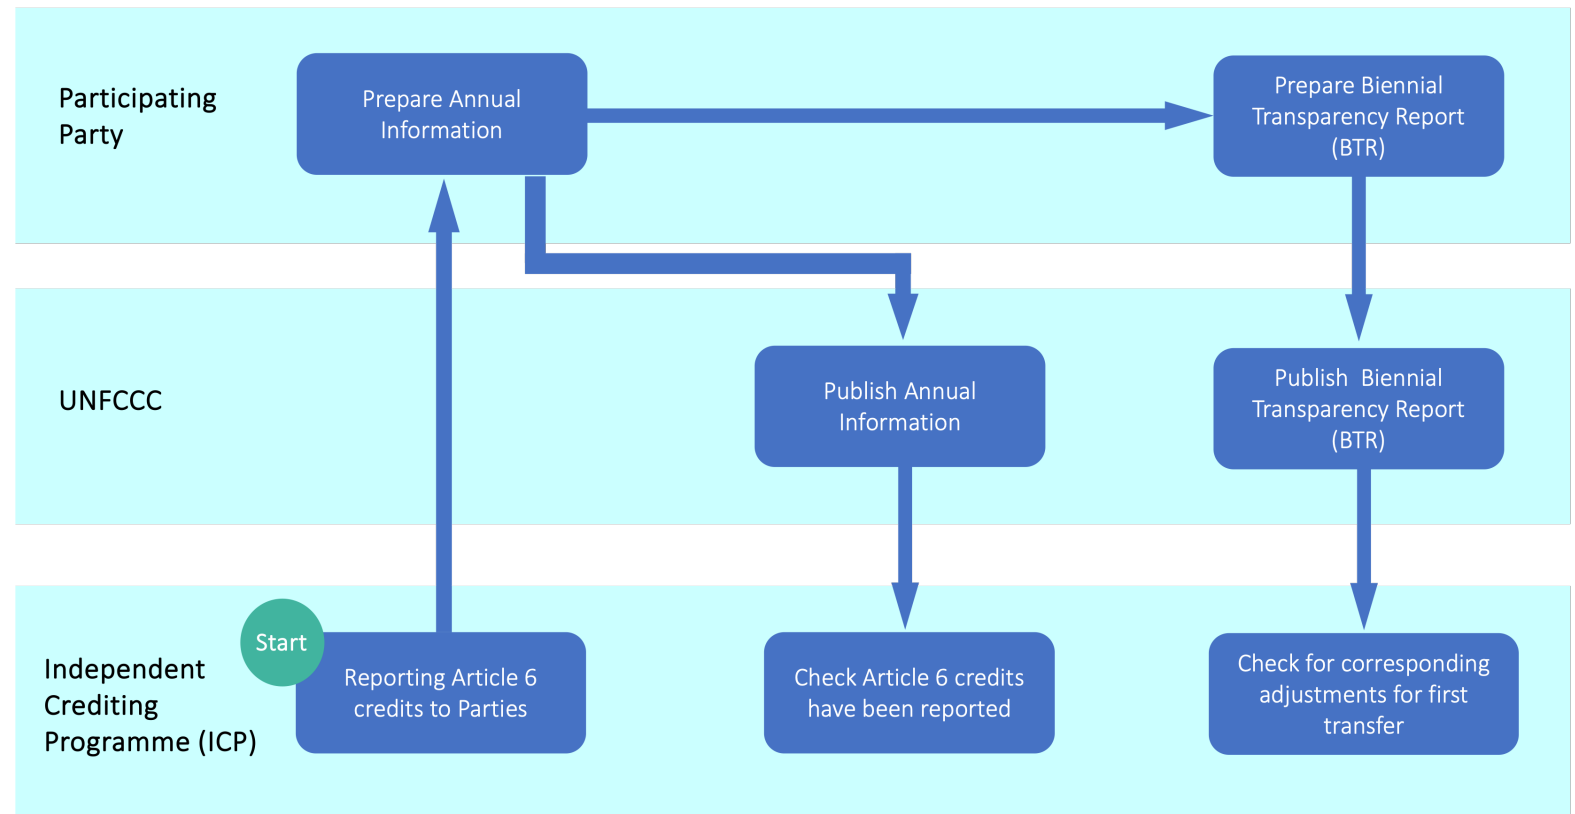 Participating
Party
Prepare Annual
Information
Prepare Biennial
Transparency Report
(BTR)
UNFCCC
Publish Annual
Information
Publish  Biennial
Transparency Report
(BTR)
Independent
Crediting
Programme (ICP)
Start
Reporting Article 6
credits to Parties
Check Article 6 credits
have been reported
Check for corresponding
adjustments for first
transfer